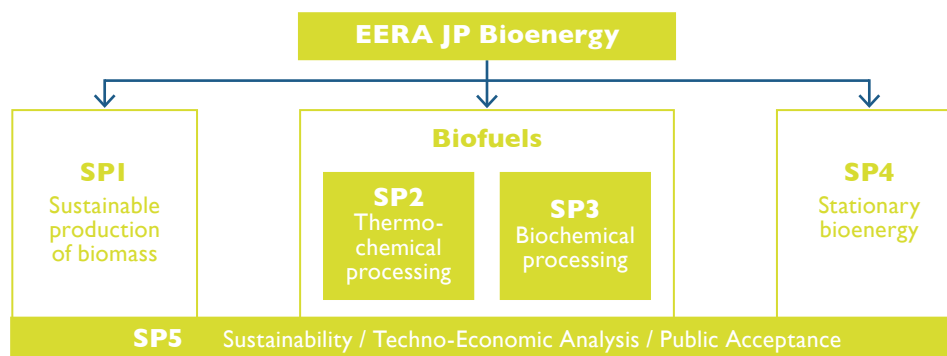 EERA JP Bioenergy
SP1
Sustainable
production
of biomass
Biofuels
SP2
Thermo-
chemical
processing
SP3
Biochemical
processing
SP4
Stationary
bioenergy
SP5 Sustainability / Techno-Economic Analysis / Public Acceptance